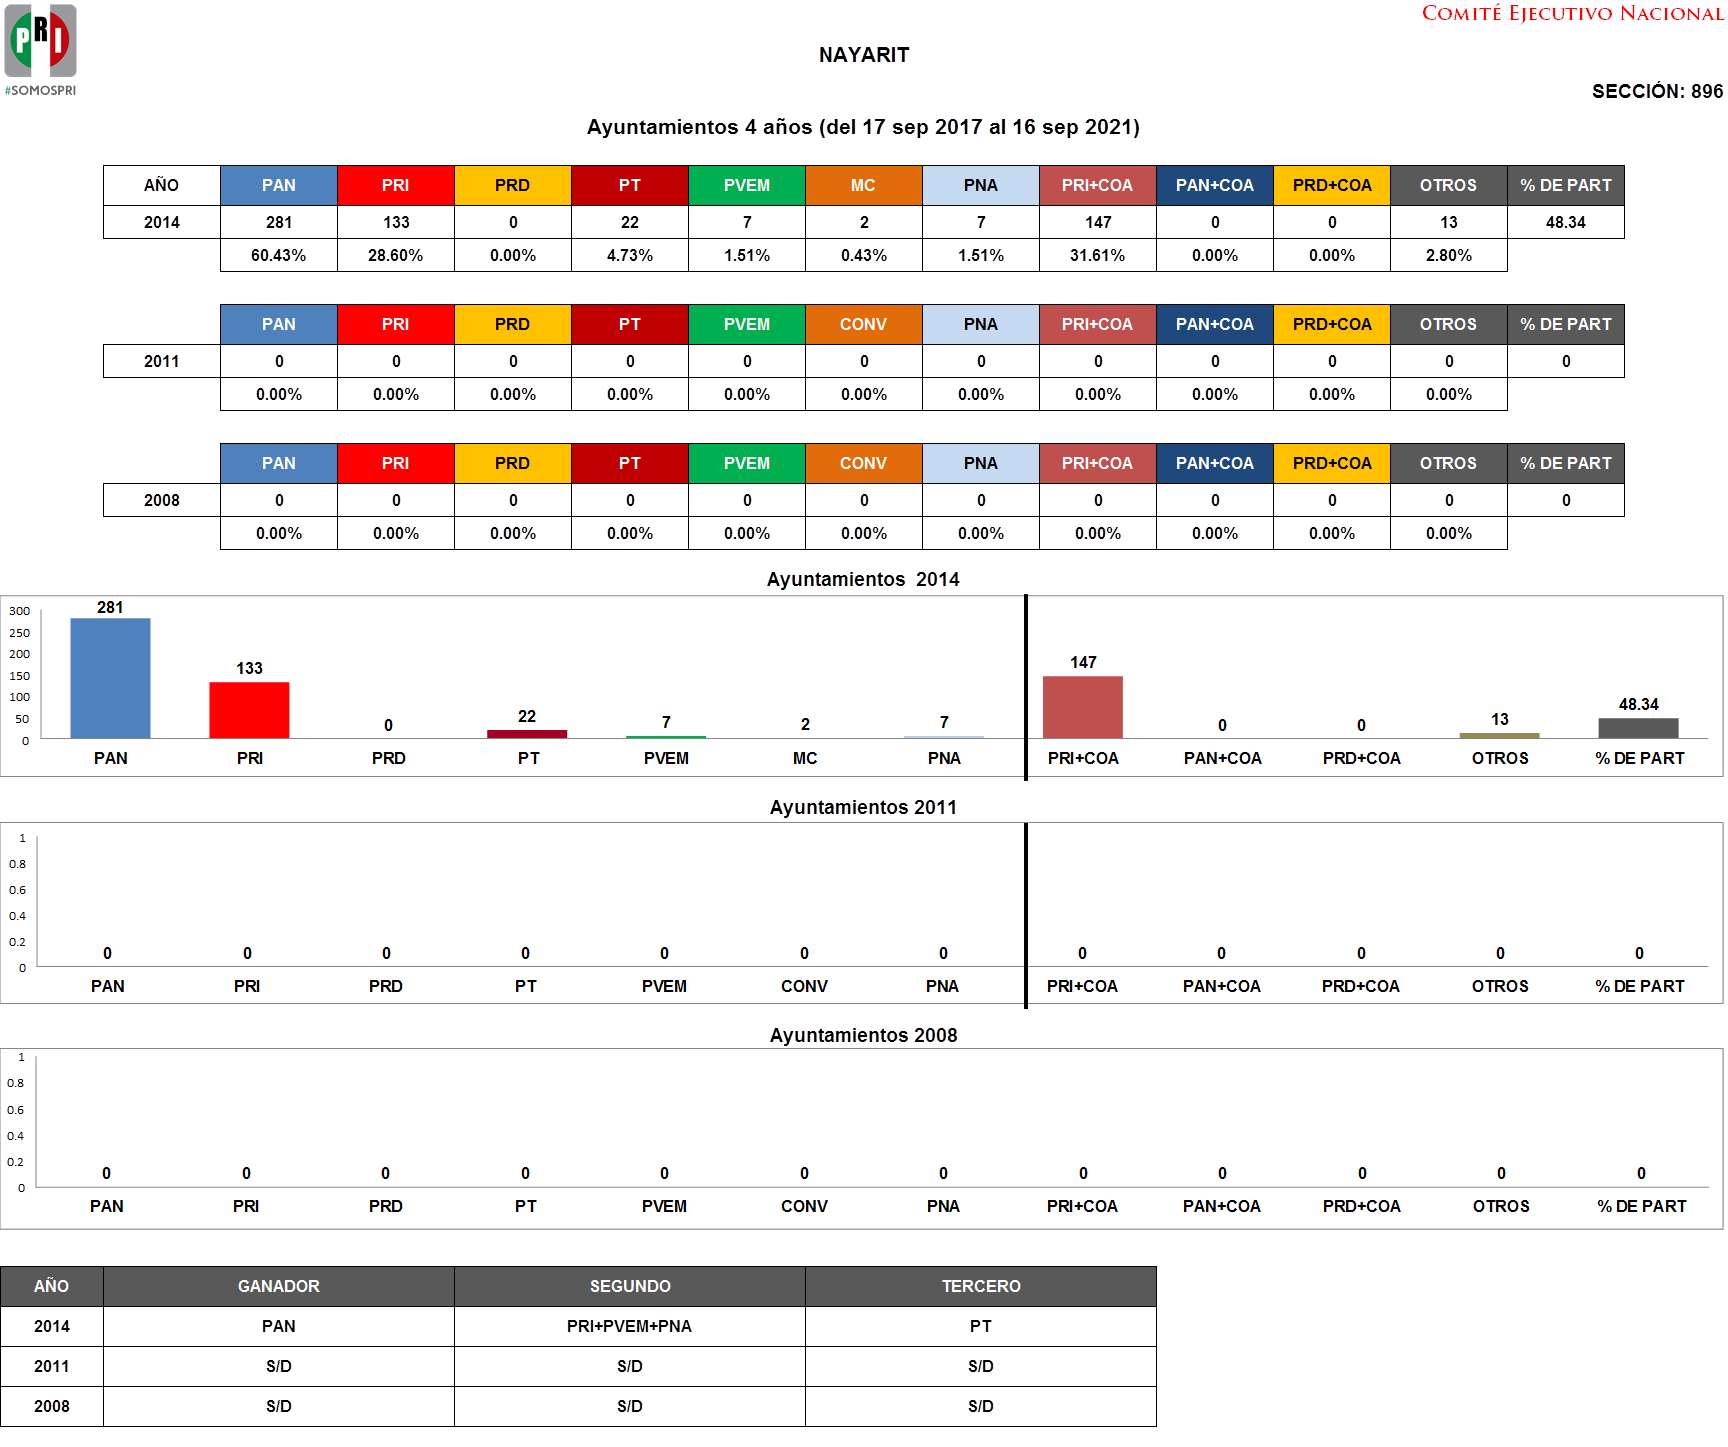 PRI
#SOMOSPRI
COMITÉ EJECUTIVO NACIONAL
NAYARIT
SECCIÓN: 896
Ayuntamientos 4 años (del 17 sep 2017 al 16 sep 2021)
AÑO PAN PRI PRD PT PVEM MC PNA PRI+COA PAN+COA PRD+COA OTROS % DE PART
2014 281 133 0 22 7 2 7 147 0 0 13 48.34
60.43% 28.60% 0.00% 4.73% 1.51% 0.43% 1.51% 31.61% 0.00% 0.00% 2.80%
PAN PRI PRD PT PVEM CONV PNA PRI+COA PAN+COA PRD+COA OTROS % DE PART
2011 0 0 0 0 0 0 0 0 0 0 0 0
0.00% 0.00% 0.00% 0.00% 0.00% 0.00% 0.00% 0.00% 0.00% 0.00% 0.00%
PAN PRI PRD PT PVEM CONV PNA PRI+COA PAN+COA PRD+COA OTROS % DE PART
2008 0 0 0 0 0 0 0 0 0 0 0 0
0.00% 0.00% 0.00% 0.00% 0.00% 0.00% 0.00% 0.00% 0.00% 0.00% 0.00%
Ayuntamientos 2014
300
250
200
150
100
50
0
281 133 0 22 7 2 7 147 0 0 13 48.34
PAN PRI PRD PT PVEM MC PNA PRI+COA PAN+COA PRD+COA OTROS % DE PART
Ayuntamientos 2011
1
0.8
0.6
0.4
0.2
0
0 0 0 0 0 0 0 0 0 0 0 0
PAN PRI PRD PT PVEM CONV PNA PRI+COA PAN+COA PRD+COA OTROS % DE PART
Ayuntamientos 2008
1
0.8
0.6
0.4
0.2
0
0 0 0 0 0 0 0 0 0 0 0 0
PAN PRI PRD PT PVEM CONV PNA PRI+COA PAN+COA PRD+COA OTROS % DE PART
AÑO GANADOR SEGUNDO TERCERO
2014 PAN PRI+PVEM+PNA PT
2011 S/D S/D S/D
2008 S/D S/D S/D